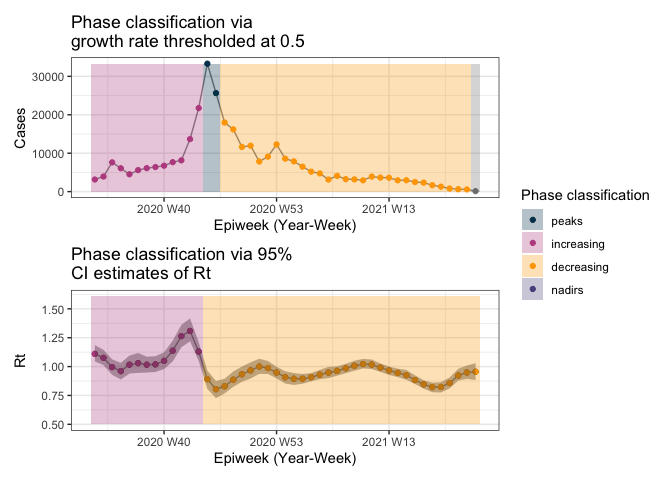 Phase classification via
growth rate thresholded at 0.5
Cases
30000
20000
10000
0
2020 W40
2020 W53
2021 W13
Epiweek (Year-Week)
Phase classification via 95%
CI estimates of Rt
Rt
1.50
1.25
1.00
0.75
0.50
2020 W40
2020 W53
2021 W13
Epiweek (Year-Week)
Phase classification
peaks
increasing
decreasing
nadirs